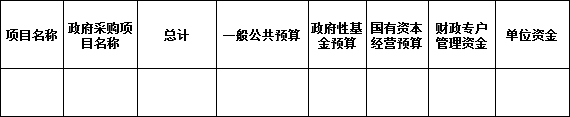 项目名称
政府采购项
目名称
总计
一般公共预算
政府性基
金预算
国有资本
经营预算
财政专户
管理资金
单位资金